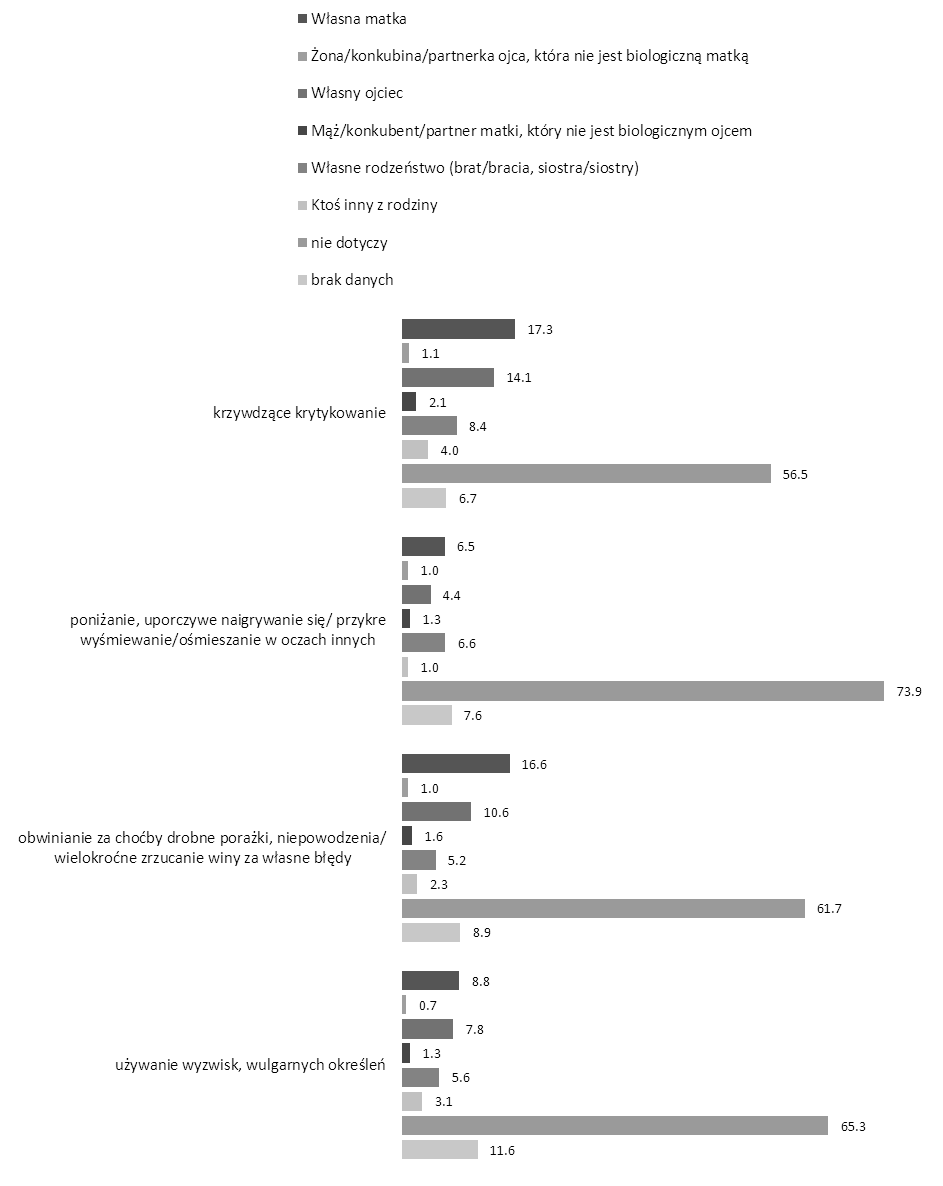 Własna matka
Żona/konkubina/partnerka ojca, która nie jest biologiczną matką
Własny ojciec
Mąż/konkubent/partner matki, który nie jest biologicznym ojcem
Własne rodzeństwo (brat/bracia, siostra/siostry)
Ktoś inny z rodziny
nie dotyczy
brak danych
krzywdzące krytykowanie
17.3
1.1
14.1
2.1
8.4
4.0
56.5
6.7
poniżanie, uporczywe naigrywanie się/ przykre
wyśmiewanie/ośmieszanie w oczach innych
6.5
1.0
4.4
1.3
6.6
1.0
73.9
7.6
obwinianie za choćby drobne porażki, niepowodzenia/
wielokroćne zrzucanie winy za własne błędy
16.6
1.0
10.6
1.6
5.2
2.3
61.7
8.9
używanie wyzwisk, wulgarnych określeń
8.8
0.7
7.8
1.3
5.6
3.1
65.3
11.6